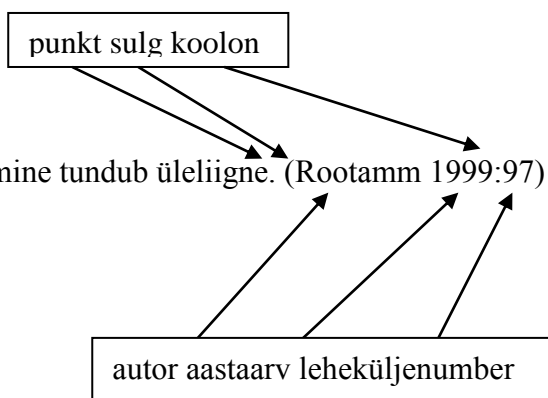 punkt sulg koolon
mine tundub üleliigne. (Rootamm 1999:97)
autor aastaarv leheküljenumber